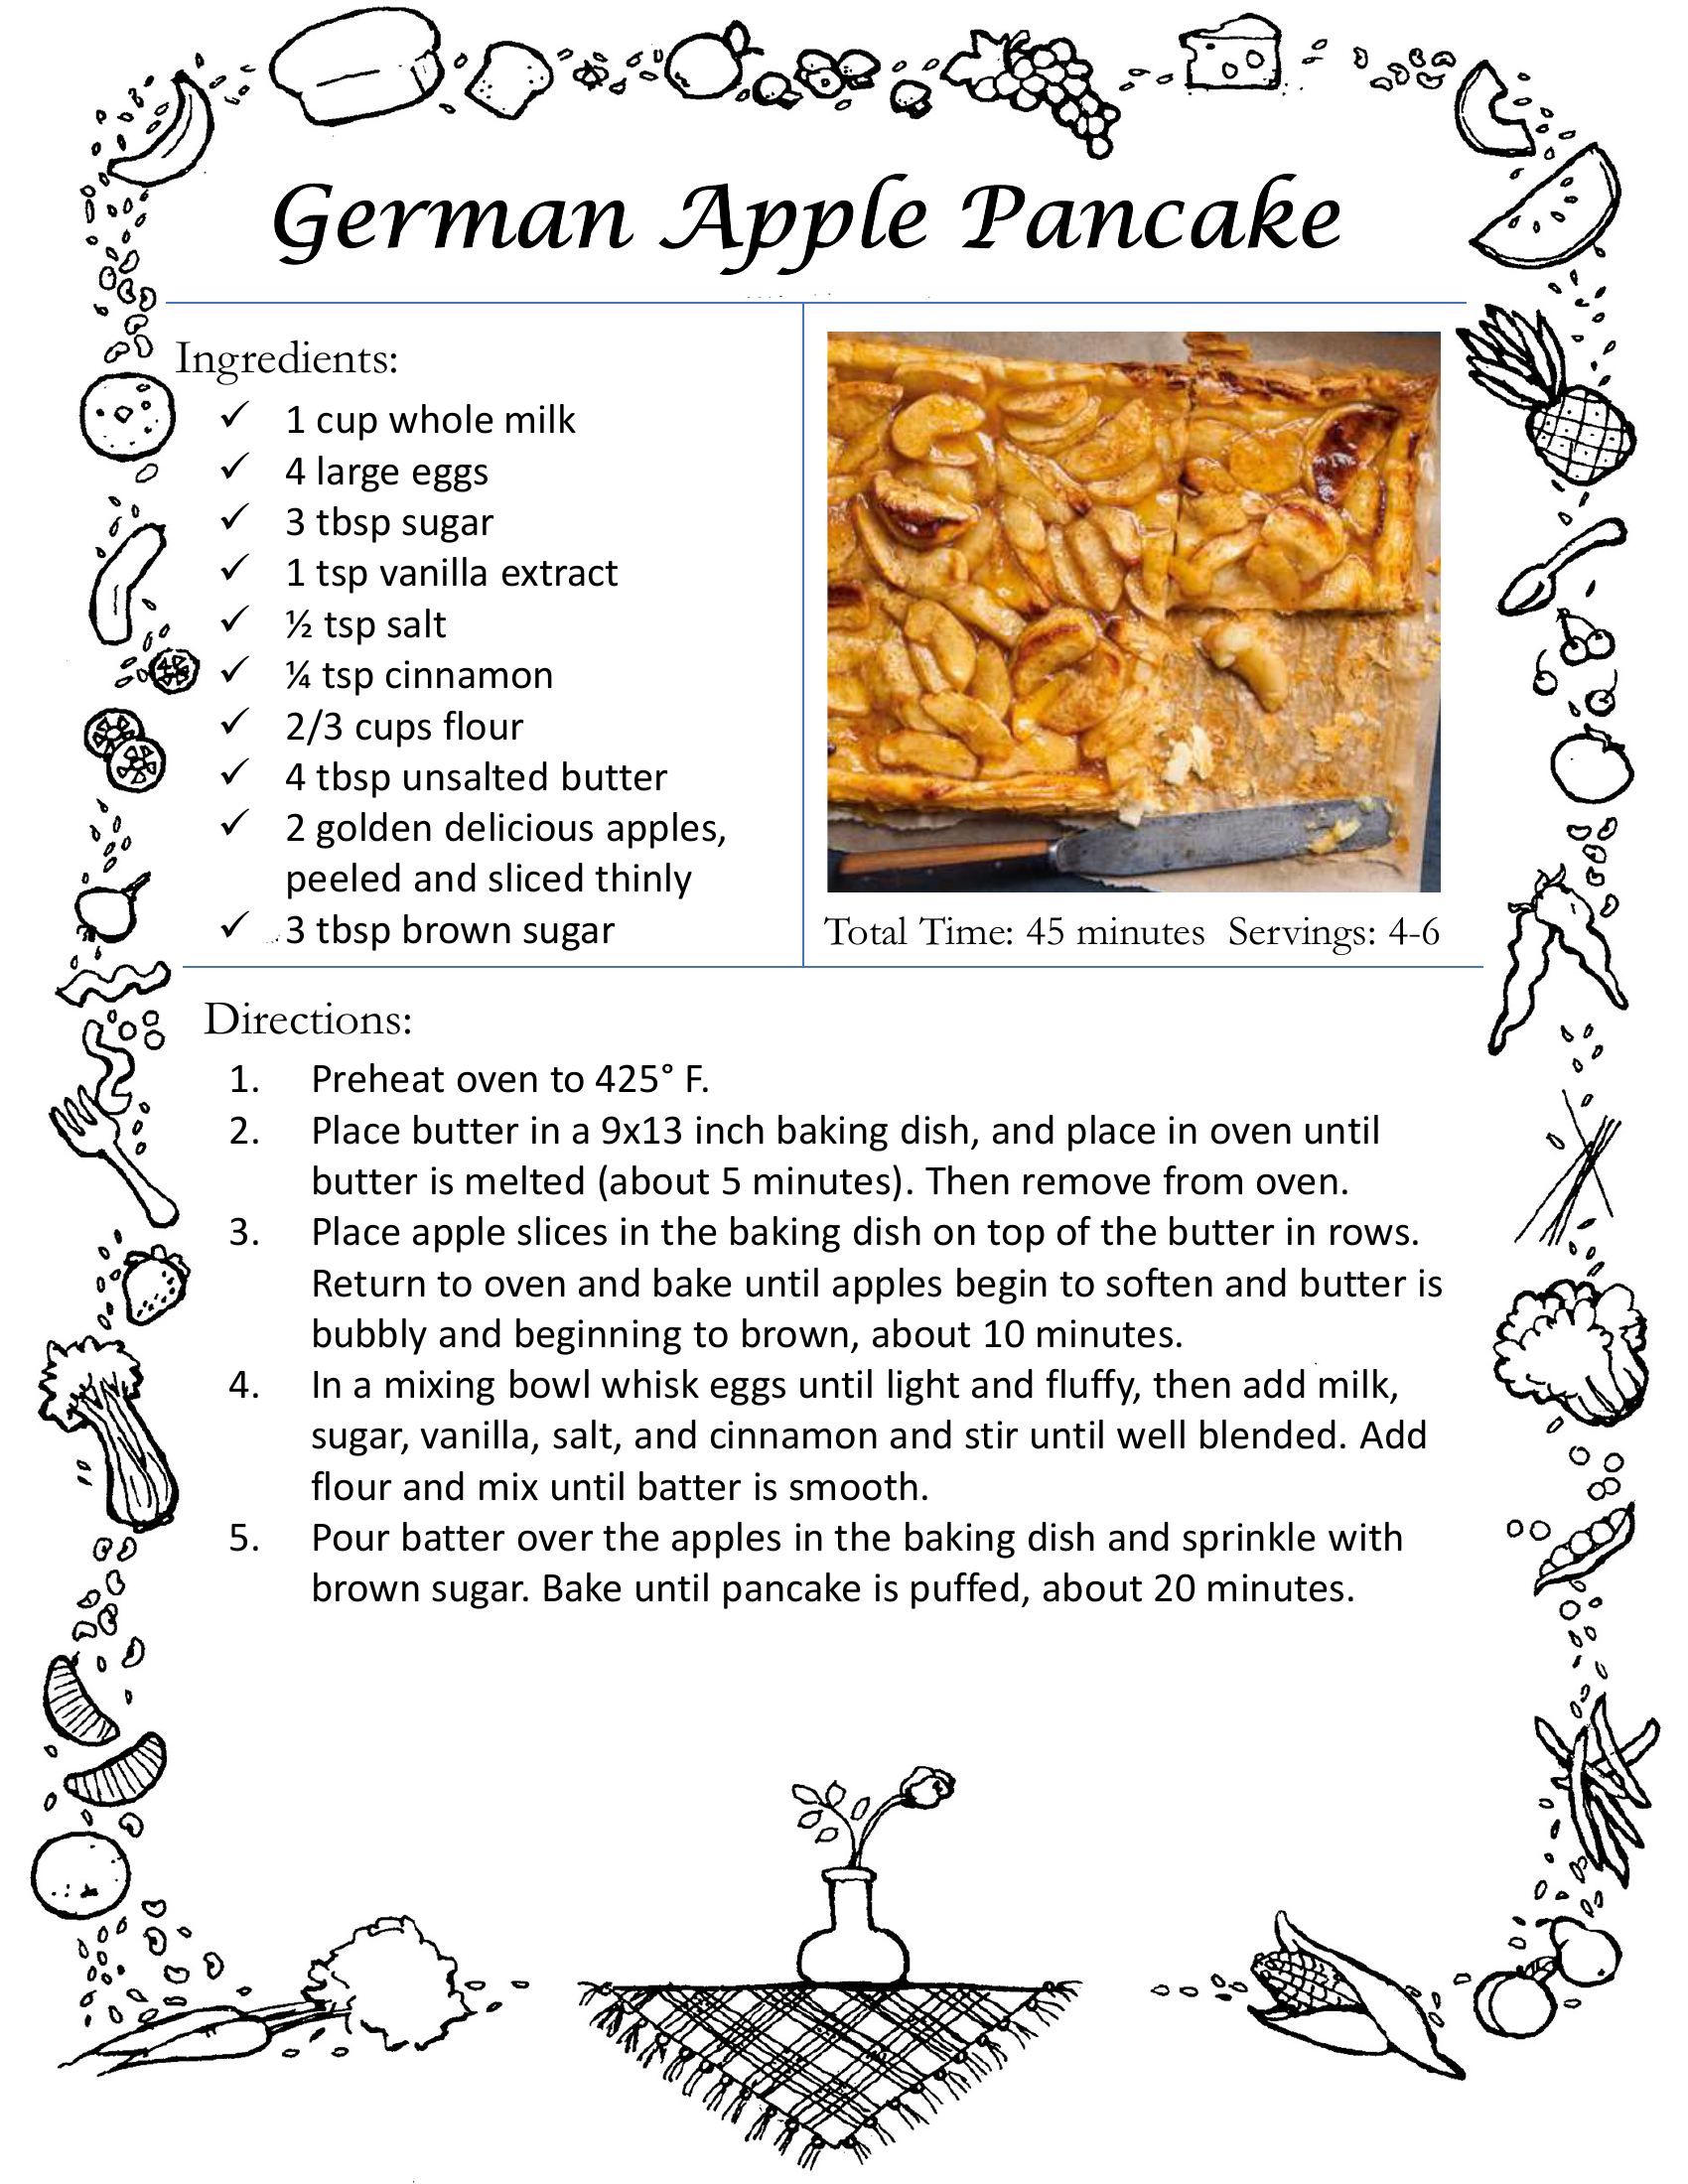 German Apple Pancake
Ingredients:
✓ 1 cup whole milk
✓ 4 large eggs
✓ 3 tbsp sugar
✓ 1 tsp vanilla extract
✓ ½ tsp salt
✓ ¼ tsp cinnamon
✓ 2/3 cups flour
✓ 4 tbsp unsalted butter
✓ 2 golden delicious apples,
peeled and sliced thinly
✓ 3 tbsp brown sugar
Total Time: 45 minutes Servings: 4-6
Directions:
1. Preheat oven to 425° F.
2. Place butter in a 9x13 inch baking dish, and place in oven until
butter is melted (about 5 minutes). Then remove from oven.
3. Place apple slices in the baking dish on top of the butter in rows.
Return to oven and bake until apples begin to soften and butter is
bubbly and beginning to brown, about 10 minutes.
4. In a mixing bowl whisk eggs until light and fluffy, then add milk,
sugar, vanilla, salt, and cinnamon and stir until well blended. Add
flour and mix until batter is smooth.
5. Pour batter over the apples in the baking dish and sprinkle with
brown sugar. Bake until pancake is puffed, about 20 minutes.